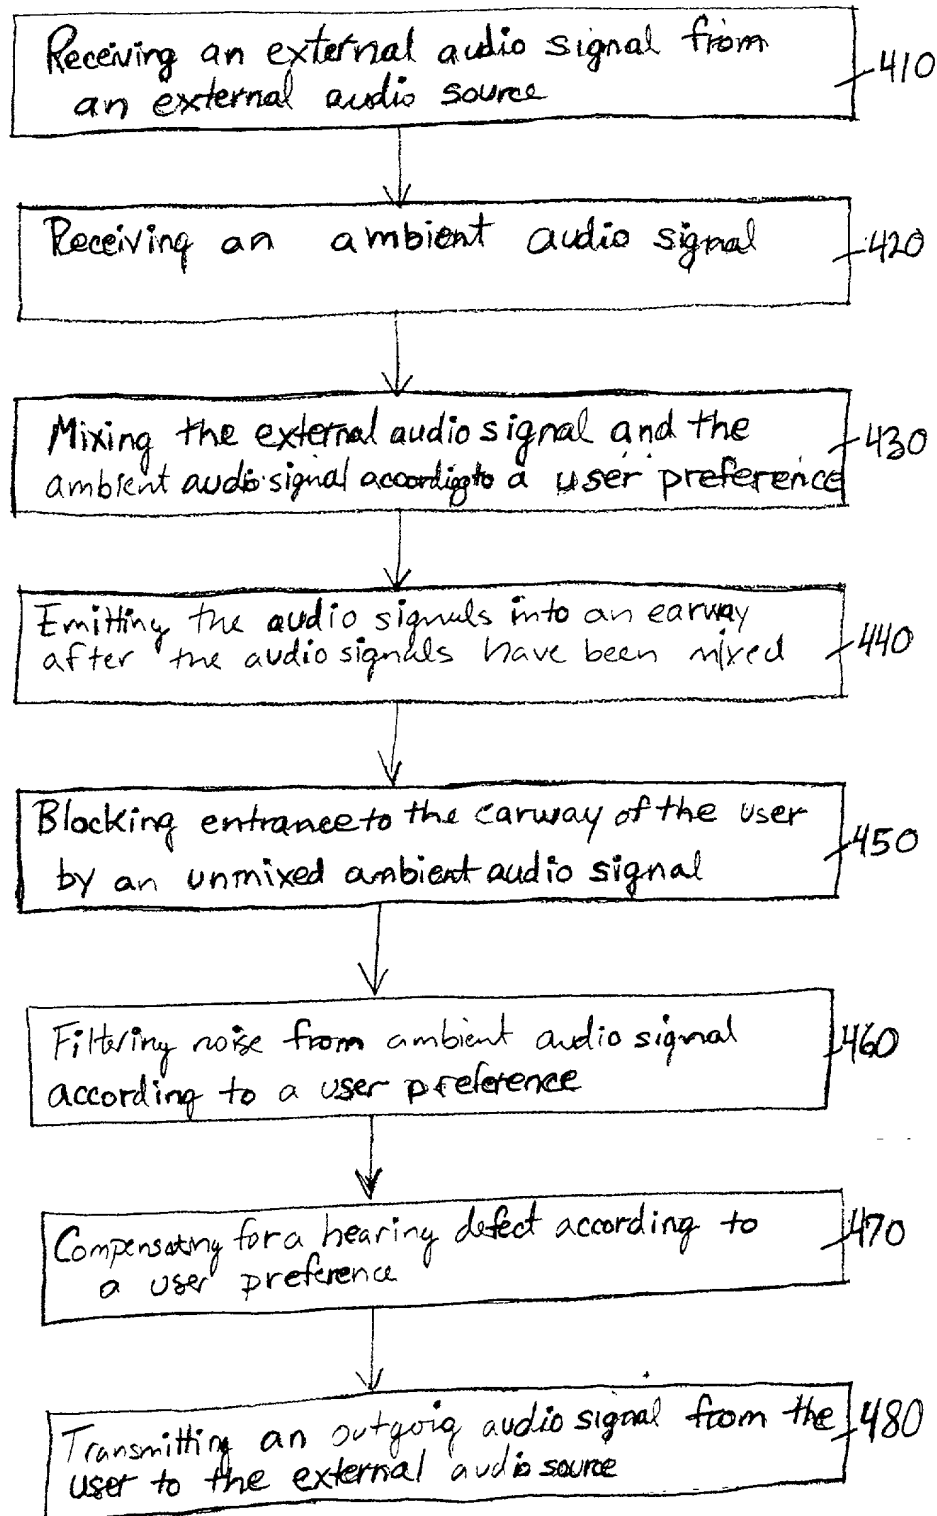 Receiving an external audio signal from
an external audio source
410
Receiving an ambient audio signal
420
Mixing the external audio signal and the
ambient audio signal according to a user preference
430
Emitting the audio signals into an earway
after the audio signals have been mixed
440
Blocking entrance to the earway of the user
by an unmixed ambient audio signal
450
Filtering noise from ambient audio signal
according to a user preference
460
Compensating for a hearing defect according to
a user preference
470
Transmitting an outgoig audio signal from the
user to the external audio source
480